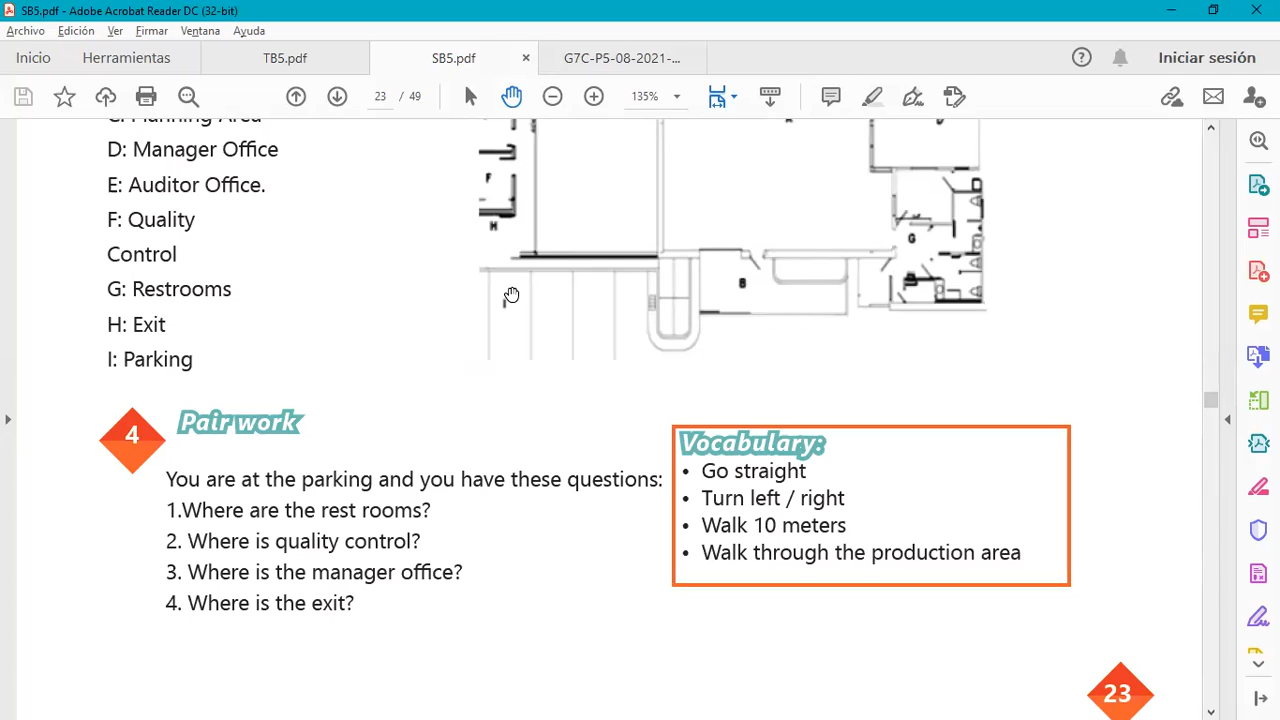 SB5.pdf - Adobe Acrobat Reader DC (32-bit)
Archivo Edición Ver Firmar Ventana Ayuda
Inicio Herramientas TB5.pdf SB5.pdf × G7C-P5-08-2021-... Iniciar sesión
23 / 49 135%
C: Planning Area
D: Manager Office
E: Auditor Office.
F: Quality
Control
G: Restrooms
H: Exit
I: Parking
F
H
G
B
I
4
Pair work
You are at the parking and you have these questions:
1.Where are the rest rooms?
2. Where is quality control?
3. Where is the manager office?
4. Where is the exit?
Vocabulary:
• Go straight
• Turn left / right
• Walk 10 meters
• Walk through the production area
23